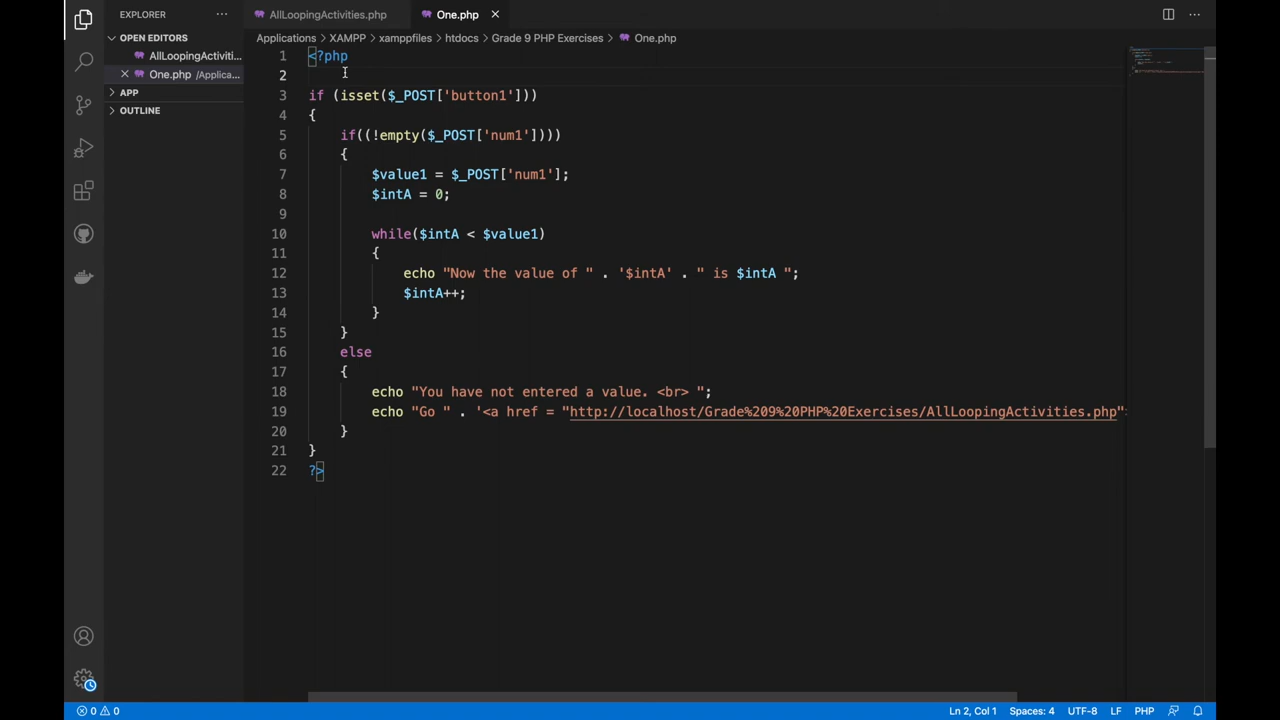 EXPLORER
···
AllLoopingActivities.php
One.php
OPEN EDITORS
AllLoopingActiviti...
One.php /Applica...
APP
OUTLINE
Applications > XAMPP > xamppfiles > htdocs > Grade 9 PHP Exercises > One.php
1 <?php
2
3 if (isset($_POST['button1']))
4 {
5 if((!empty($_POST['num1'])))
6 {
7 $value1 = $_POST['num1'];
8 $intA = 0;
9
10 while($intA < $value1)
11 {
12 echo "Now the value of " . '$intA' . " is $intA ";
13 $intA++;
14 }
15 }
16 else
17 {
18 echo "You have not entered a value. <br> ";
19 echo "Go " . '<a href = "http://localhost/Grade%209%20PHP%20Exercises/AllLoopingActivities.php"
20 }
21 }
22 ?>
0 0
Ln 2, Col 1 Spaces: 4 UTF-8 LF PHP